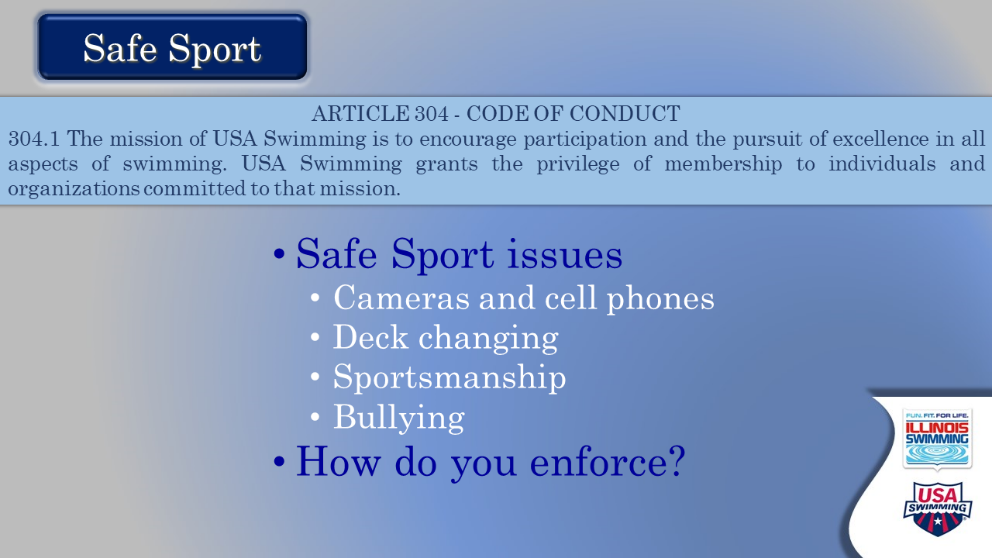 Safe Sport
ARTICLE 304 - CODE OF CONDUCT
304.1 The mission of USA Swimming is to encourage participation and the pursuit of excellence in all
aspects of swimming. USA Swimming grants the privilege of membership to individuals and
organizations committed to that mission.
• Safe Sport issues
• Cameras and cell phones
• Deck changing
• Sportsmanship
• Bullying
• How do you enforce?
FUN. FIT. FOR LIFE.
ILLINOIS
SWIMMING
USA
SWIMMING